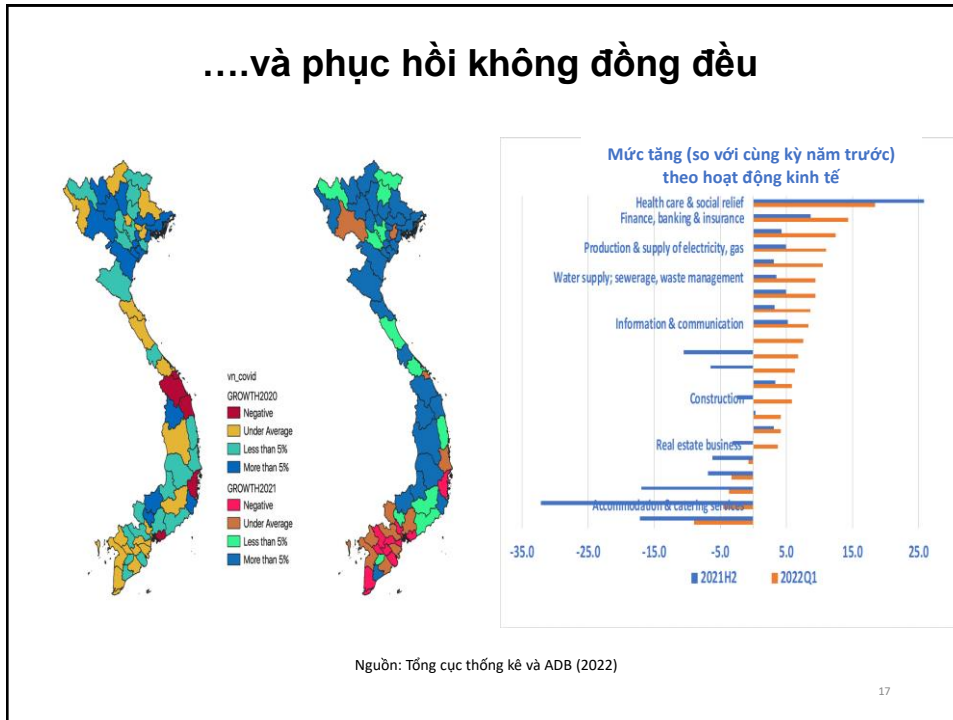 ....và phục hồi không đồng đều
vn_covid
GROWTH2020
Negative
Under Average
Less than 5%
More than 5%
GROWTH2021
Negative
Under Average
Less than 5%
More than 5%
Mức tăng (so với cùng kỳ năm trước)
theo hoạt động kinh tế
Health care & social relief
Finance, banking & insurance
Production & supply of electricity, gas
Water supply; sewerage, waste management
Information & communication
Construction
Real estate business
Accommodation & catering services
-35.0 -25.0 -15.0 -5.0 5.0 15.0 25.0
2021H2 2022Q1
Nguồn: Tổng cục thống kê và ADB (2022)
17